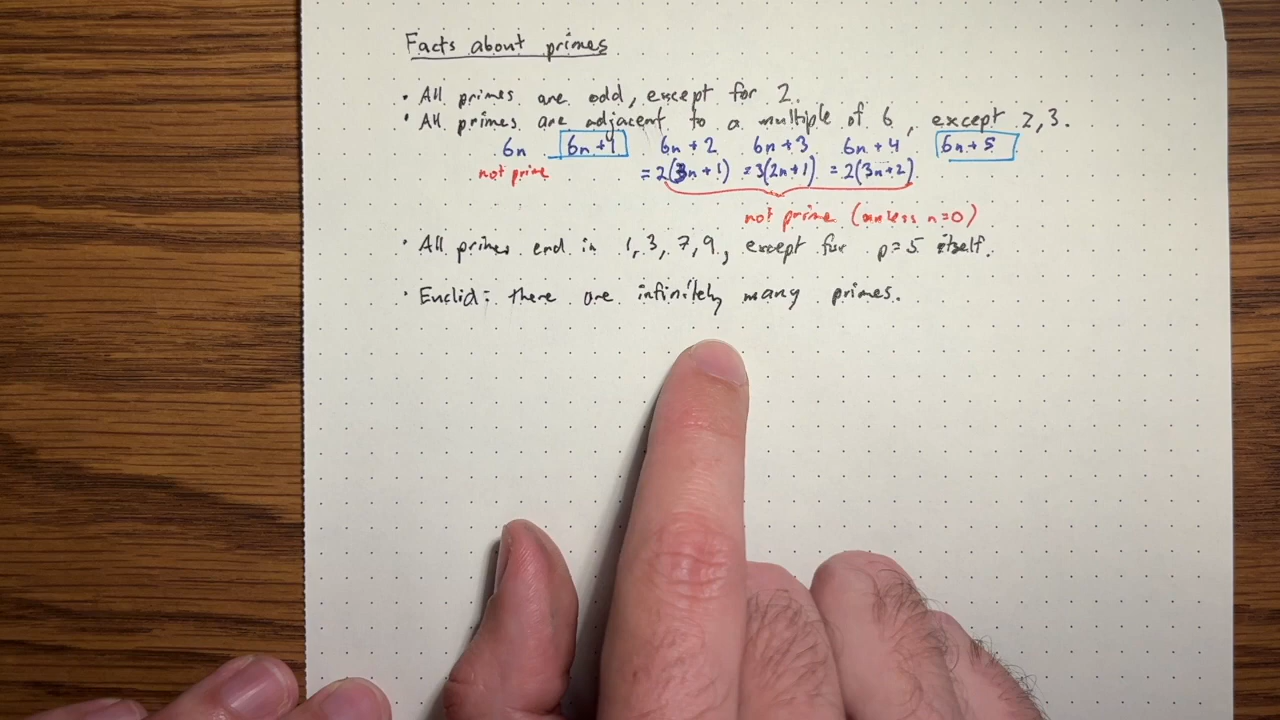 Facts about primes
· All primes are odd, except for 2.
· All primes are adjacent to a multiple of 6, except 2, 3.
6n 6n+1 6n+2 6n+3 6n+4 6n+5
not prime = 2(3n+1) = 3(2n+1) = 2(3n+2)
not prime (unless n=0)
· All primes end in 1, 3, 7, 9, except for p=5 itself.
· Euclid: there are infinitely many primes.